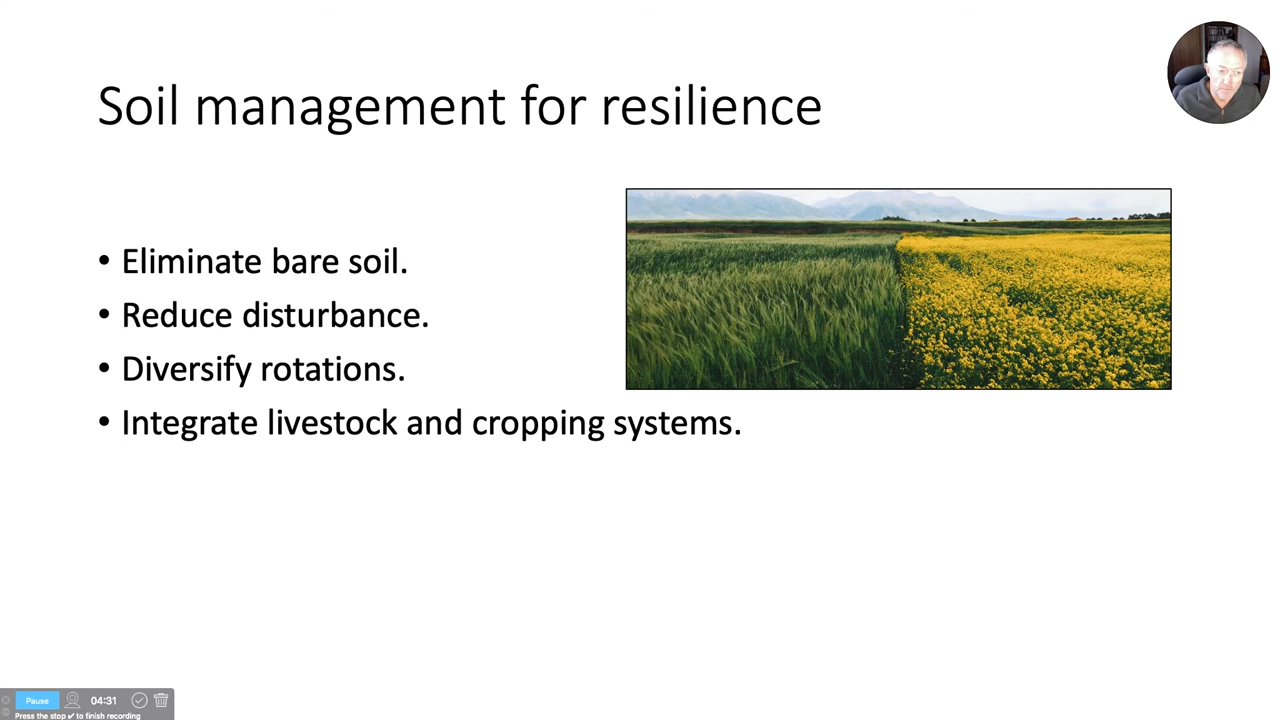 Soil management for resilience
• Eliminate bare soil.
• Reduce disturbance.
• Diversify rotations.
• Integrate livestock and cropping systems.
Pause 04:31
Press the stop ✔ to finish recording